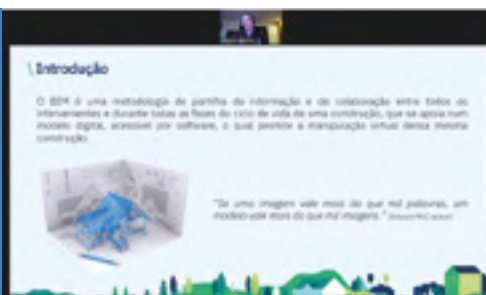 \ Introdução
O BIM é uma metodologia de partilha da informação e de colaboração entre todos os
intervenientes e durante todas as fases do ciclo de vida de uma construção, que se apoia num
modelo digital, acessível por software, o qual permite a manipulação virtual dessa mesma
construção.
"Se uma imagem vale mais do que mil palavras, um
modelo vale mais do que mil imagens."